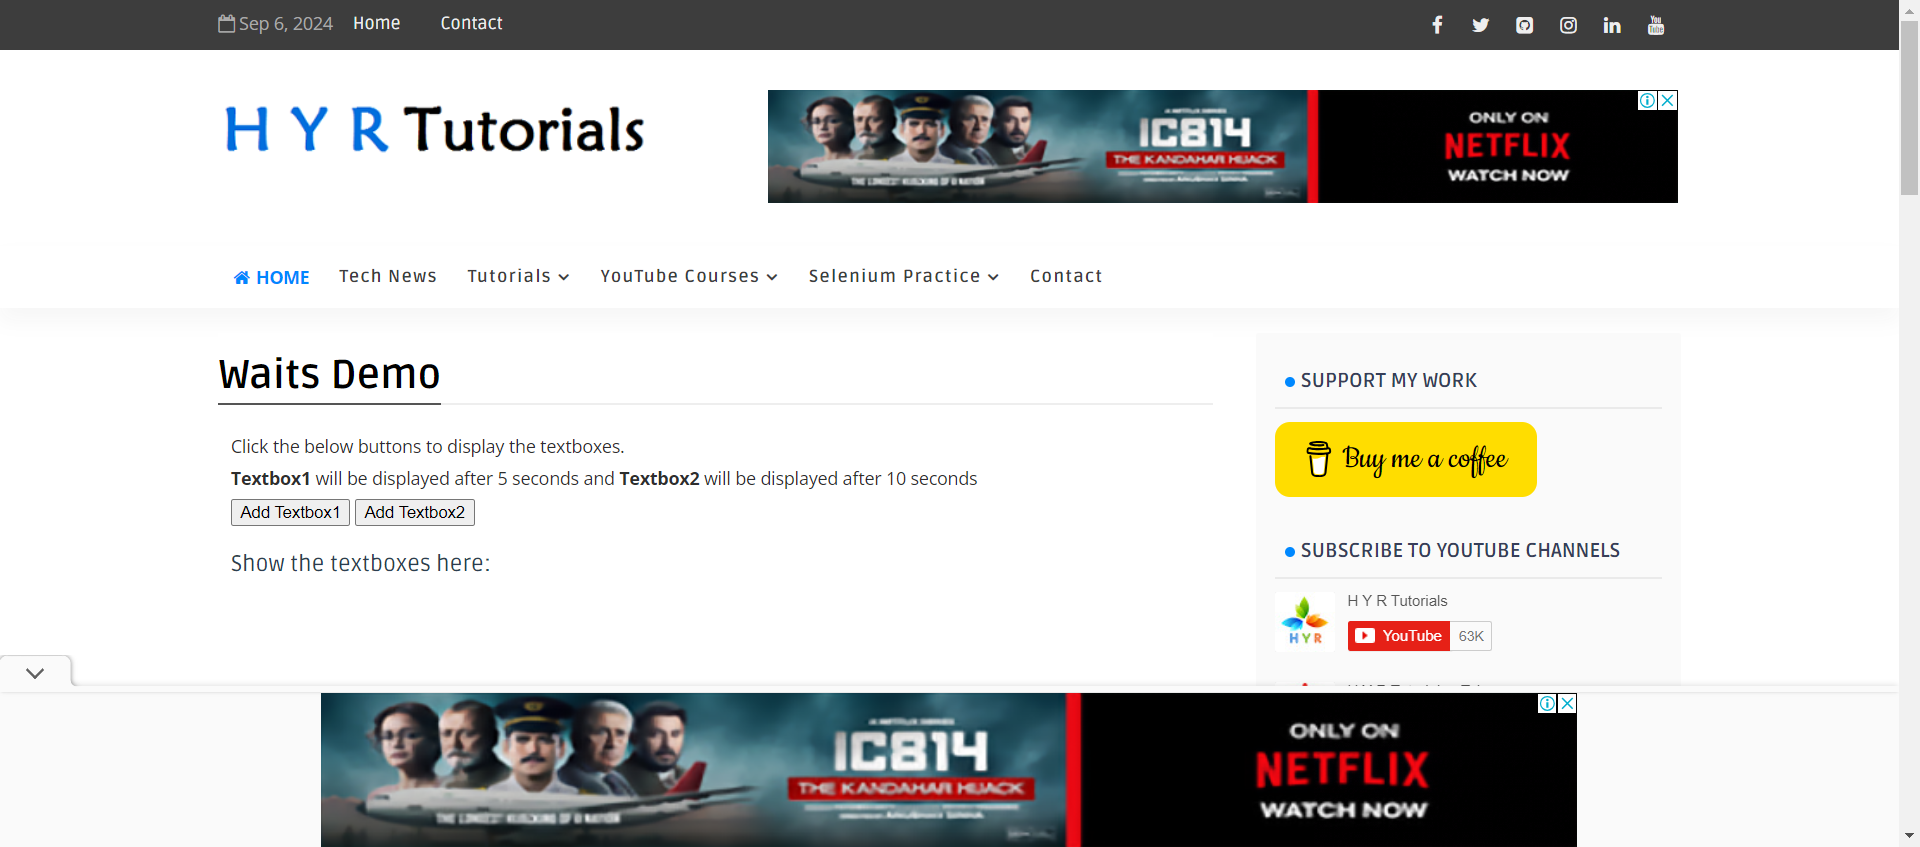 Sep 6, 2024 Home Contact
H Y R Tutorials
IC814
THE KANDAHAR HIJACK
ONLY ON
NETFLIX
WATCH NOW
HOME Tech News Tutorials YouTube Courses Selenium Practice Contact
Waits Demo
Click the below buttons to display the textboxes.
Textbox1 will be displayed after 5 seconds and Textbox2 will be displayed after 10 seconds
Add Textbox1 Add Textbox2
Show the textboxes here:
SUPPORT MY WORK
Buy me a coffee
SUBSCRIBE TO YOUTUBE CHANNELS
HYR
H Y R Tutorials
YouTube 63K
A NETFLIX SERIES
IC814
THE KANDAHAR HIJACK
ONLY ON
NETFLIX
WATCH NOW